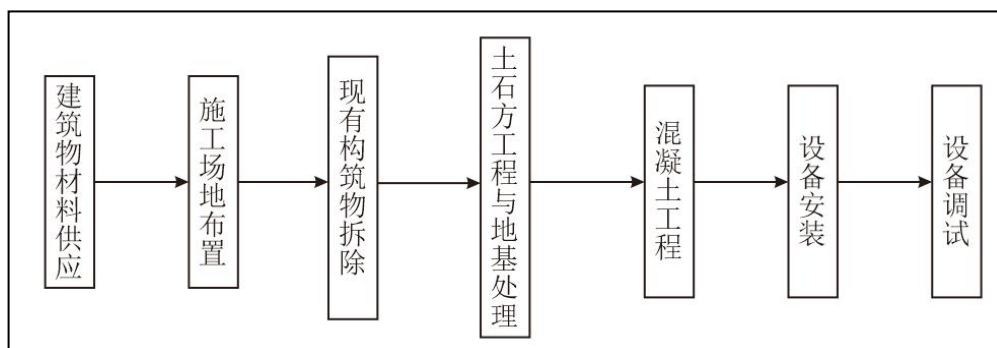 建筑物材料供应
施工场地布置
现有构筑物拆除
土石方工程与地基处理
混凝土工程
设备安装
设备调试